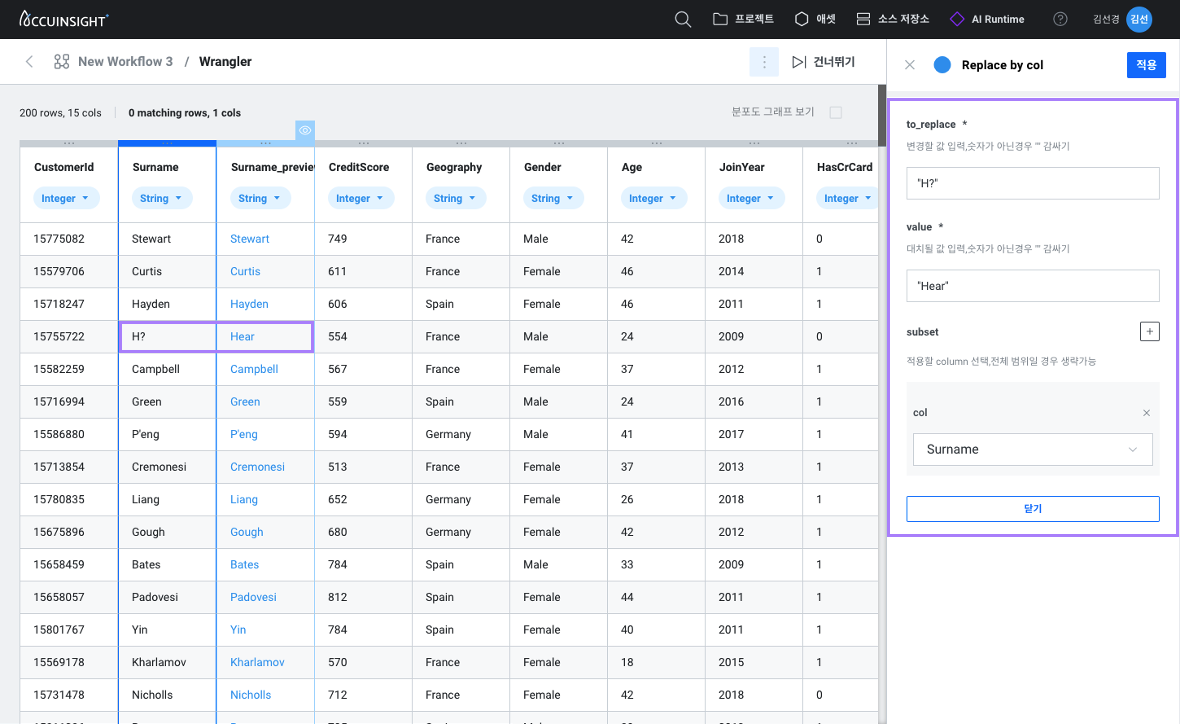 ACCUINSIGHT+
프로젝트 애셋 소스 저장소 AI Runtime ? 김선경 김선
New Workflow 3 / Wrangler
건너뛰기
200 rows, 15 cols 0 matching rows, 1 cols 분포도 그래프 보기
CustomerId Surname Surname_preview CreditScore Geography Gender Age JoinYear HasCrCard
Integer String String Integer String String Integer Integer Integer
15775082 Stewart Stewart 749 France Male 42 2018 0
15579706 Curtis Curtis 611 France Female 46 2014 1
15718247 Hayden Hayden 606 Spain Female 46 2011 1
15755722 H? Hear 554 France Male 24 2009 0
15582259 Campbell Campbell 567 France Female 37 2012 1
15716994 Green Green 559 Spain Female 24 2016 1
15586880 P'eng P'eng 594 Germany Male 41 2017 1
15713854 Cremonesi Cremonesi 513 France Female 37 2013 1
15780835 Liang Liang 652 Germany Female 26 2018 1
15675896 Gough Gough 680 Germany Female 42 2012 1
15658459 Bates Bates 784 Spain Male 33 2009 1
15658057 Padovesi Padovesi 812 Spain Female 44 2011 1
15801767 Yin Yin 784 Spain Female 40 2011 1
15569178 Kharlamov Kharlamov 570 France Female 18 2015 1
15731478 Nicholls Nicholls 712 France Female 42 2018 0
Replace by col 적용
to_replace *
변경할 값 입력,숫자가 아닌경우 "" 감싸기
"H?"
value *
대치될 값 입력,숫자가 아닌경우 "" 감싸기
"Hear"
subset +
적용할 column 선택,전체 범위일 경우 생략가능
col
Surname
닫기